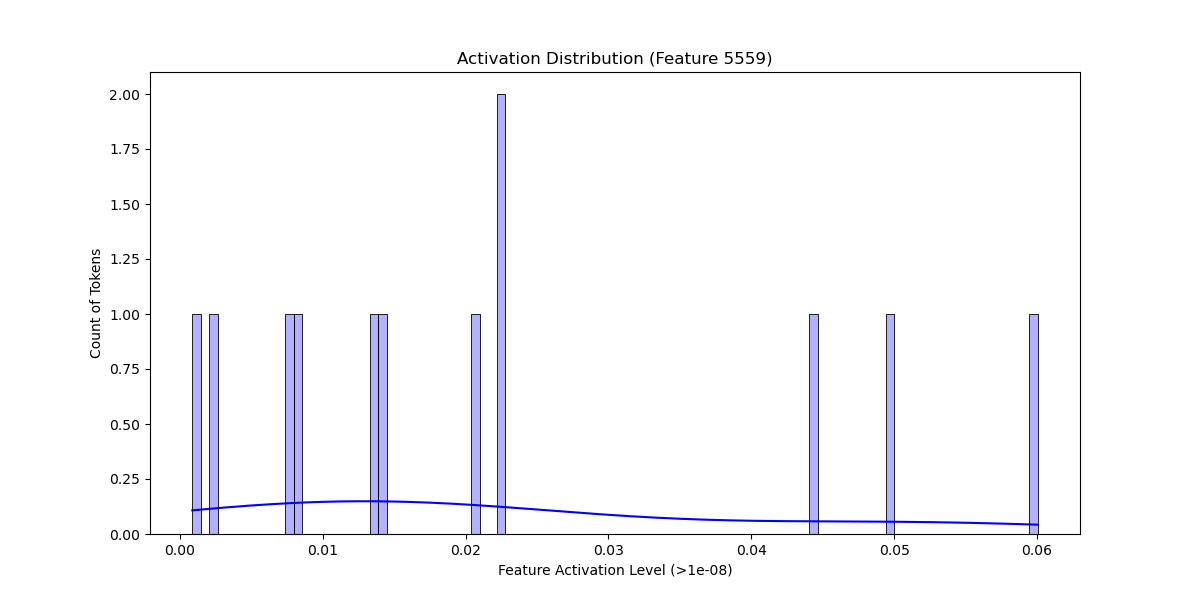 Activation Distribution (Feature 5559)
2.00
1.75
1.50
1.25
1.00
0.75
0.50
0.25
0.00
Count of Tokens
0.00 0.01 0.02 0.03 0.04 0.05 0.06
Feature Activation Level (>1e-08)